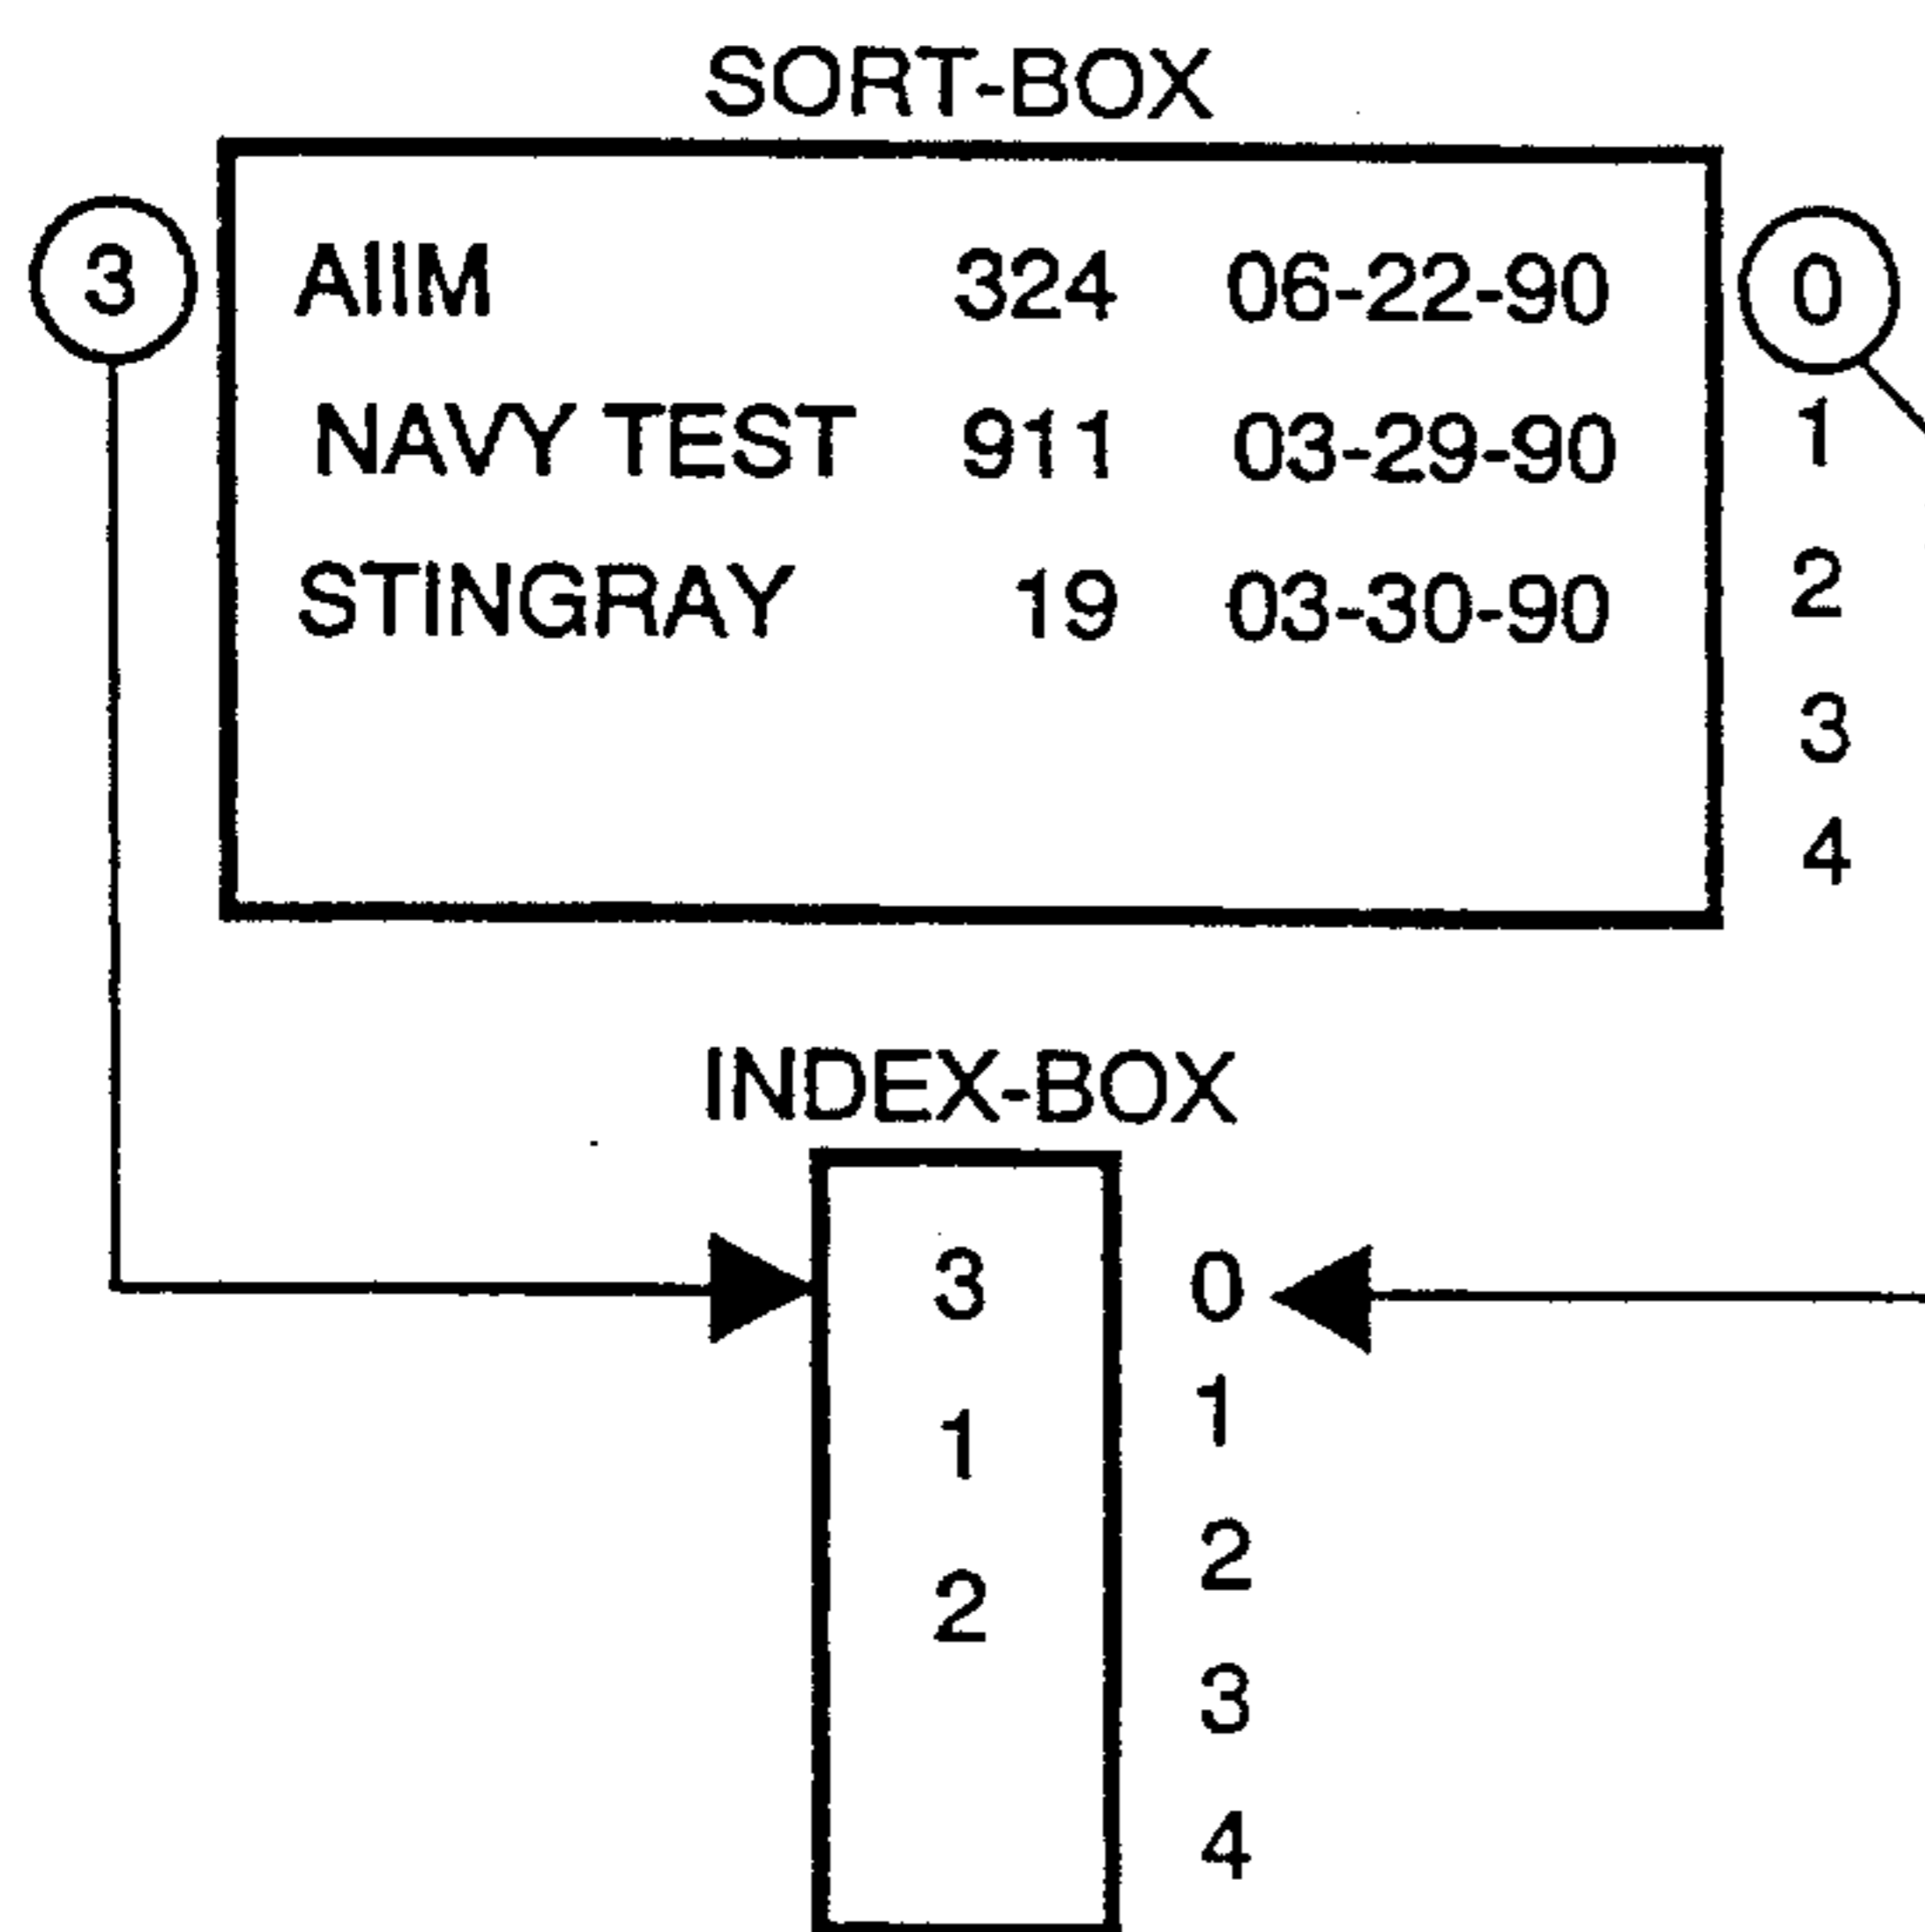 SORT-BOX
3 AIIM 324 06-22-90 0
NAVY TEST 911 03-29-90 1
STINGRAY 19 03-30-90 2
3
4
INDEX-BOX
3 0
1 1
2 2
3
4